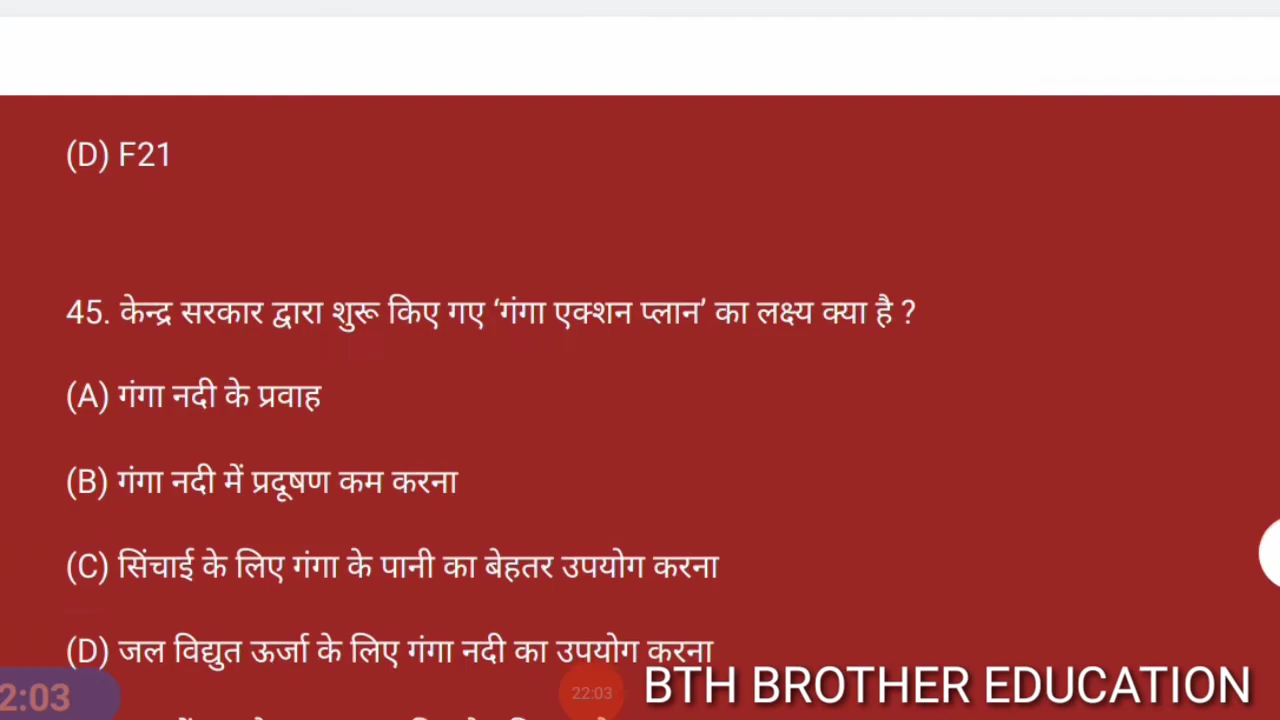 (D) F21
45. केन्द्र सरकार द्वारा शुरू किए गए ‘गंगा एक्शन प्लान’ का लक्ष्य क्या है ?
(A) गंगा नदी के प्रवाह
(B) गंगा नदी में प्रदूषण कम करना
(C) सिंचाई के लिए गंगा के पानी का बेहतर उपयोग करना
(D) जल विद्युत ऊर्जा के लिए गंगा नदी का उपयोग करना
2:03
22:03
BTH BROTHER EDUCATION